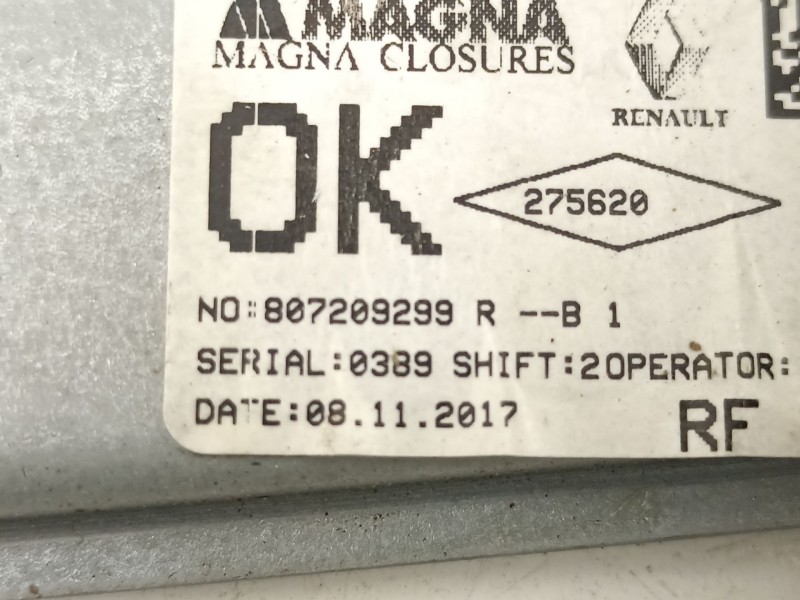 MAGNA
MAGNA CLOSURES
RENAULT
OK
275620
NO:807209299 R --B 1
SERIAL:0389 SHIFT:2OPERATOR:
DATE:08.11.2017
RF